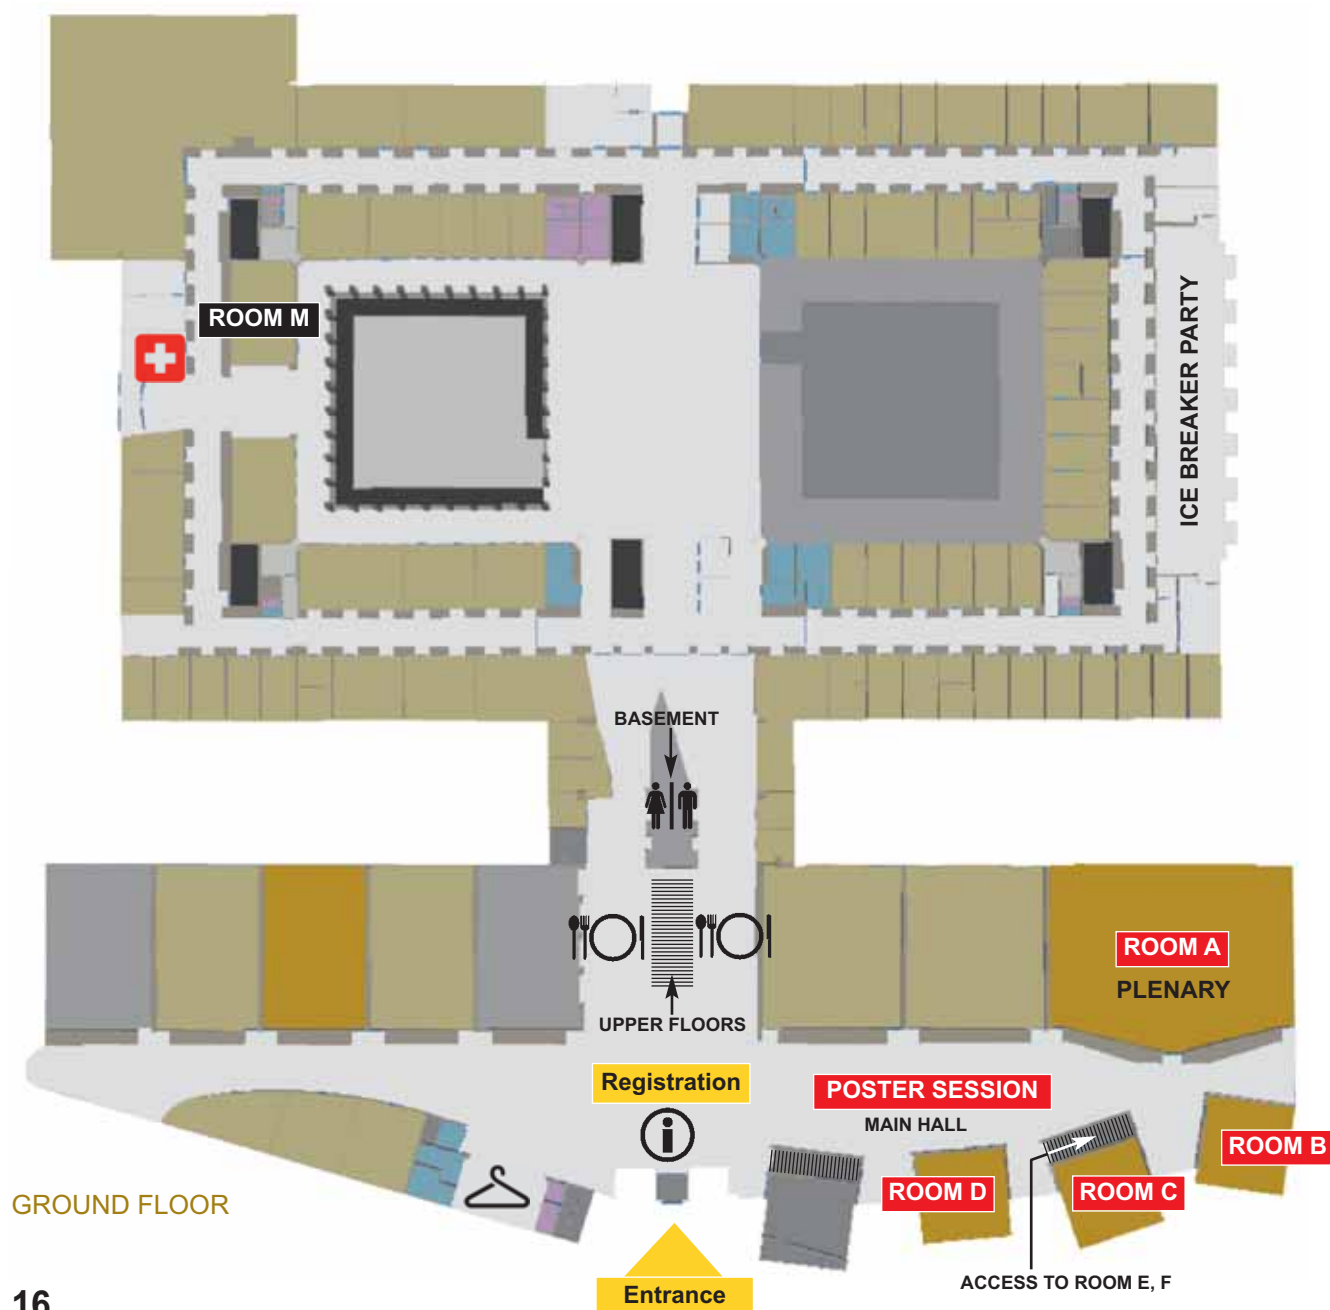 ROOM M
ICE BREAKER PARTY
BASEMENT
ROOM A
PLENARY
UPPER FLOORS
Registration
POSTER SESSION
MAIN HALL
ROOM B
ROOM D
ROOM C
GROUND FLOOR
ACCESS TO ROOM E, F
Entrance
16